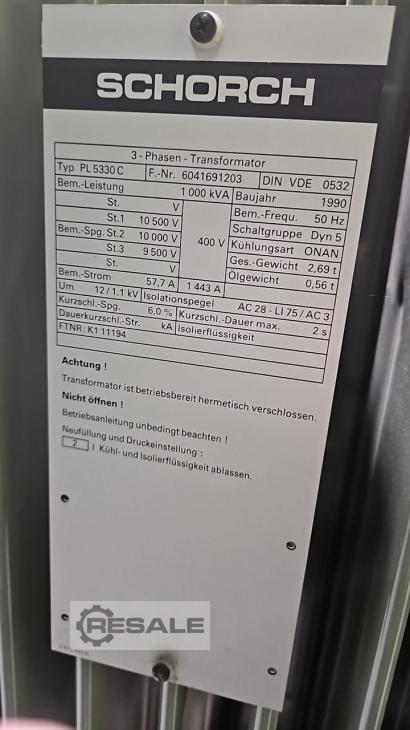 SCHORCH
3 - Phasen - Transformator
Typ PL 5330 C F.-Nr. 6041691203 DIN VDE 0532
Bem.-Leistung 1 000 kVA Baujahr 1990
St. V Bem.-Frequ. 50 Hz
St.1 10 500 V Schaltgruppe Dyn 5
Bem.-Spg. St.2 10 000 V 400 V Kühlungsart ONAN
St.3 9 500 V Ges.-Gewicht 2,69 t
St. V Ölgewicht 0,56 t
Bem.-Strom 57,7 A 1 443 A
Um 12/1.1 kV Isolationspegel AC 28 - LI 75 / AC 3
Kurzschl.-Spg. 6,0 % Kurzschl.-Dauer max. 2 s
Dauerkurzschl.-Str. kA Isolierflüssigkeit
FTNR: K1 11194
Achtung !
Transformator ist betriebsbereit hermetisch verschlossen.
Nicht öffnen !
Betriebsanleitung unbedingt beachten !
Neufüllung und Druckeinstellung :
2 l Kühl- und Isolierflüssigkeit ablassen.
RESALE